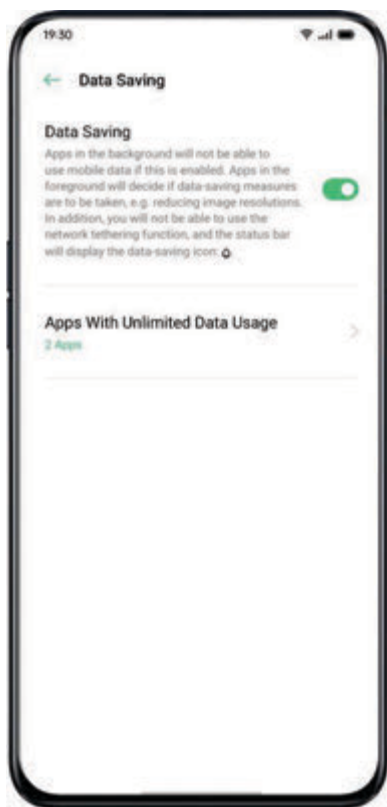 19:30
Data Saving
Data Saving
Apps in the background will not be able to
use mobile data if this is enabled. Apps in the
foreground will decide if data-saving measures
are to be taken, e.g. reducing image resolutions.
In addition, you will not be able to use the
network tethering function, and the status bar
will display the data-saving icon:
Apps With Unlimited Data Usage
2 Apps